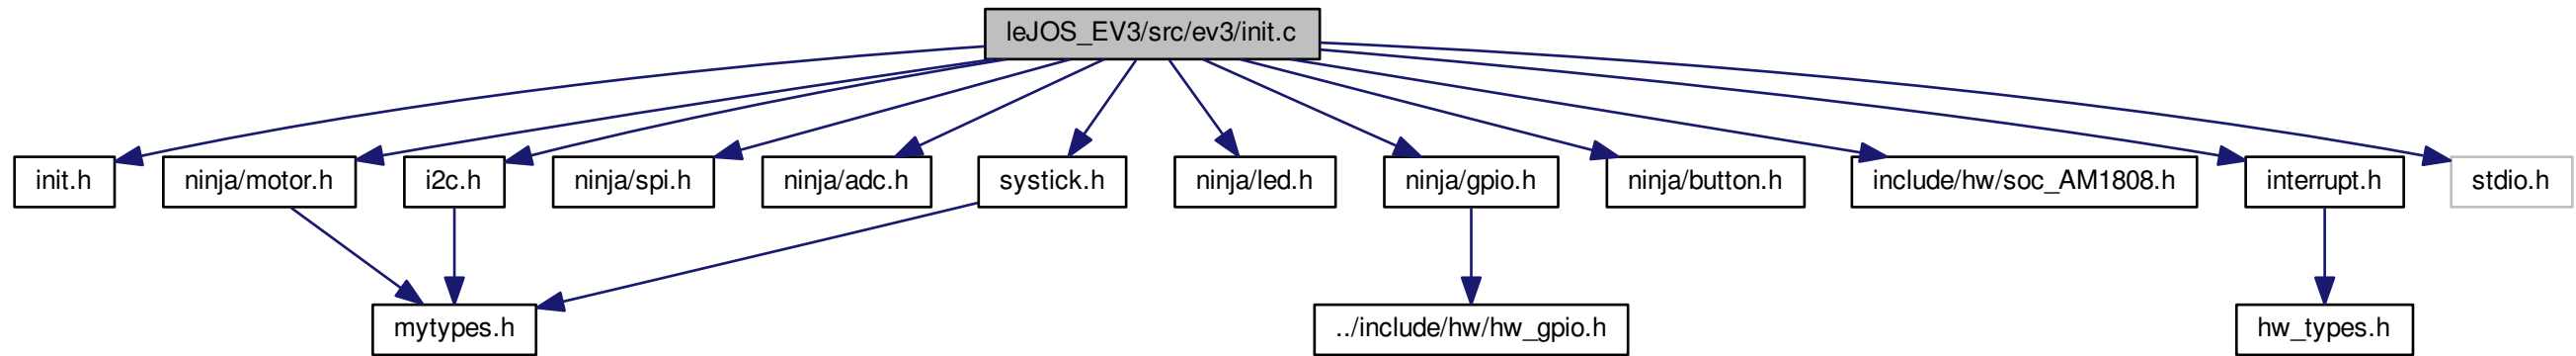 leJOS_EV3/src/ev3/init.c
init.h
ninja/motor.h
i2c.h
ninja/spi.h
ninja/adc.h
systick.h
ninja/led.h
ninja/gpio.h
ninja/button.h
include/hw/soc_AM1808.h
interrupt.h
stdio.h
mytypes.h
../include/hw/hw_gpio.h
hw_types.h